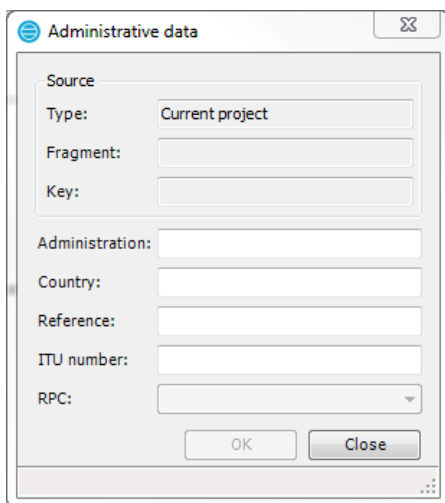 Administrative data
Source
Type: Current project
Fragment:
Key:
Administration:
Country:
Reference:
ITU number:
RPC:
OK Close